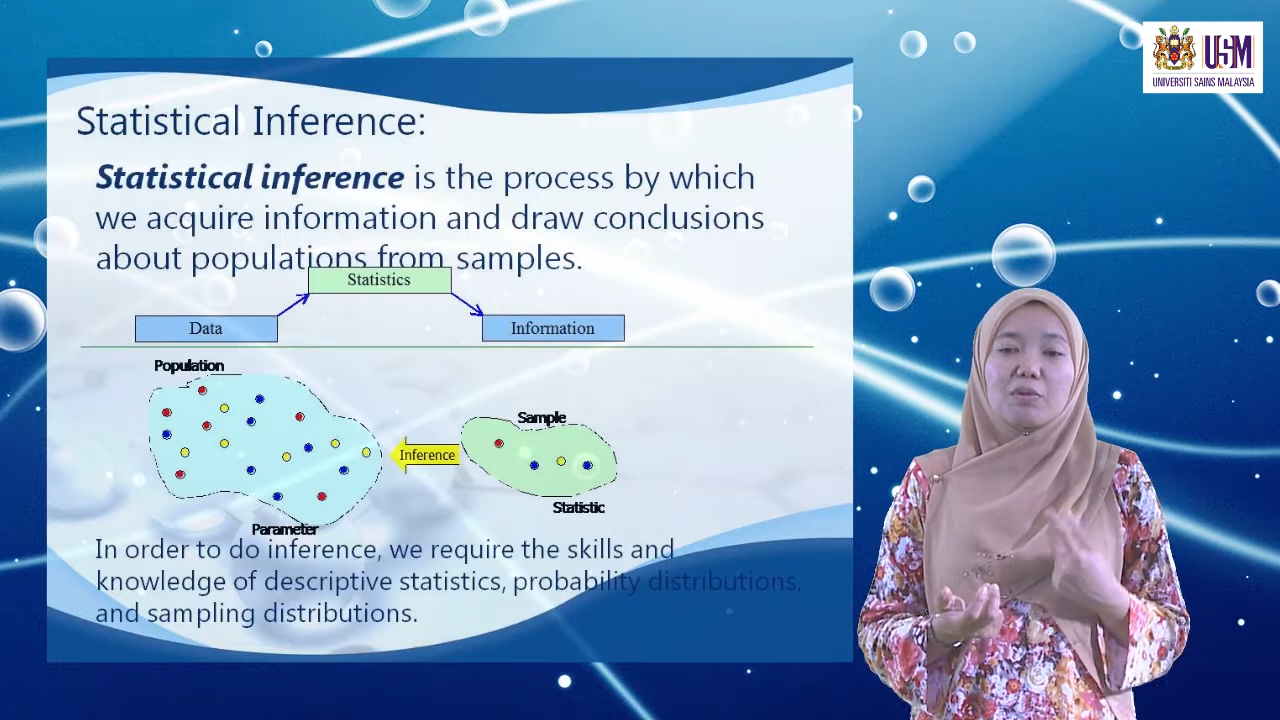 USM
UNIVERSITI SAINS MALAYSIA
Statistical Inference:
Statistical inference is the process by which
we acquire information and draw conclusions
about populations from samples.
Statistics
Data
Information
Population
Sample
Inference
Statistic
Parameter
In order to do inference, we require the skills and
knowledge of descriptive statistics, probability distributions,
and sampling distributions.